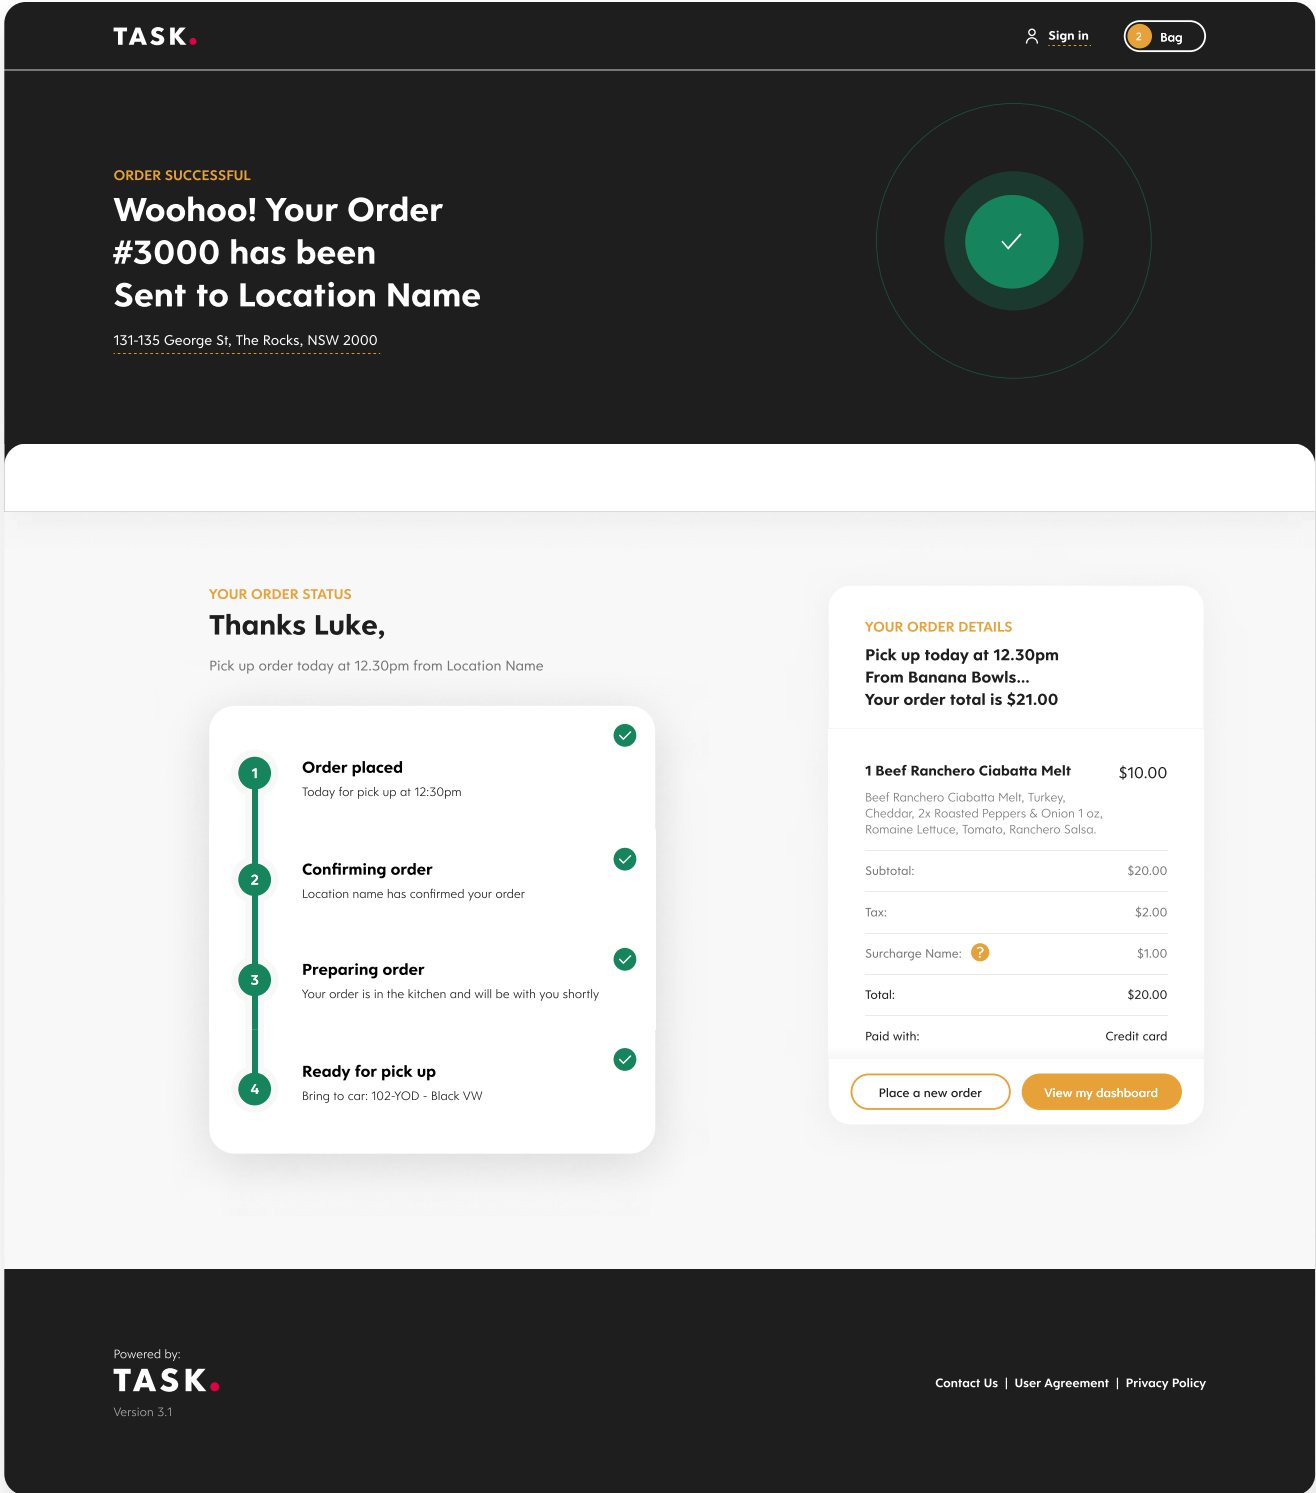 TASK.
Sign in
2 Bag
ORDER SUCCESSFUL
Woohoo! Your Order
#3000 has been
Sent to Location Name
131-135 George St, The Rocks, NSW 2000
YOUR ORDER STATUS
Thanks Luke,
Pick up order today at 12.30pm from Location Name
1
Order placed
Today for pick up at 12:30pm
2
Confirming order
Location name has confirmed your order
3
Preparing order
Your order is in the kitchen and will be with you shortly
4
Ready for pick up
Bring to car: 102-YOD - Black VW
YOUR ORDER DETAILS
Pick up today at 12.30pm
From Banana Bowls...
Your order total is $21.00
1 Beef Ranchero Ciabatta Melt $10.00
Beef Ranchero Ciabatta Melt, Turkey,
Cheddar, 2x Roasted Peppers & Onion 1 oz,
Romaine Lettuce, Tomato, Ranchero Salsa.
Subtotal: $20.00
Tax: $2.00
Surcharge Name: ? $1.00
Total: $20.00
Paid with: Credit card
Place a new order
View my dashboard
Powered by:
TASK.
Version 3.1
Contact Us | User Agreement | Privacy Policy